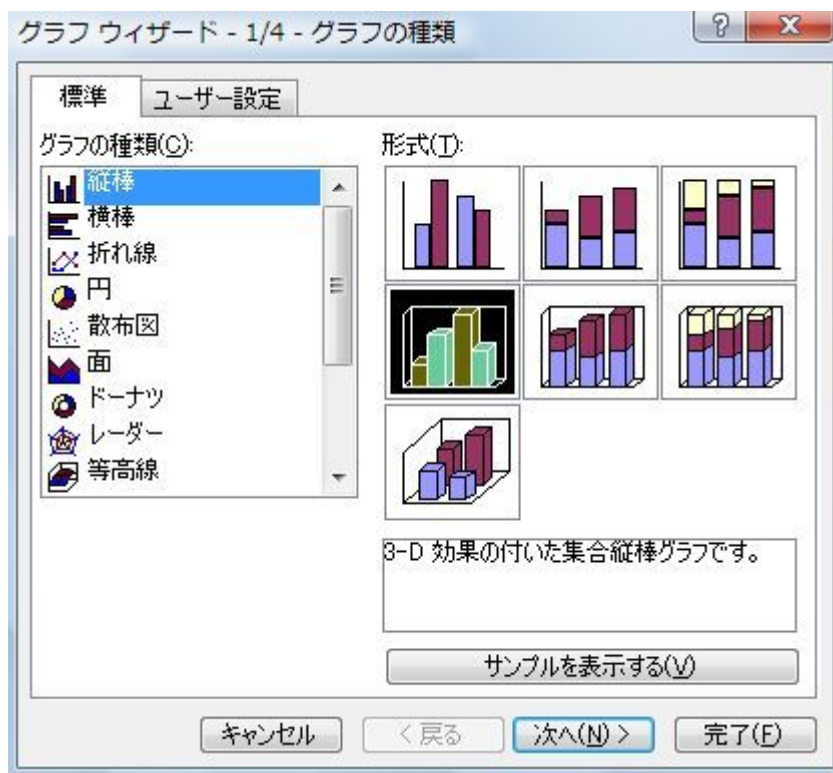 グラフ ウィザード - 1/4 - グラフの種類
標準
ユーザー設定
グラフの種類(C):
縦棒
横棒
折れ線
円
散布図
面
ドーナツ
レーダー
等高線
形式(T):
3-D 効果の付いた集合縦棒グラフです。
サンプルを表示する(V)
キャンセル
< 戻る
次へ(N) >
完了(F)